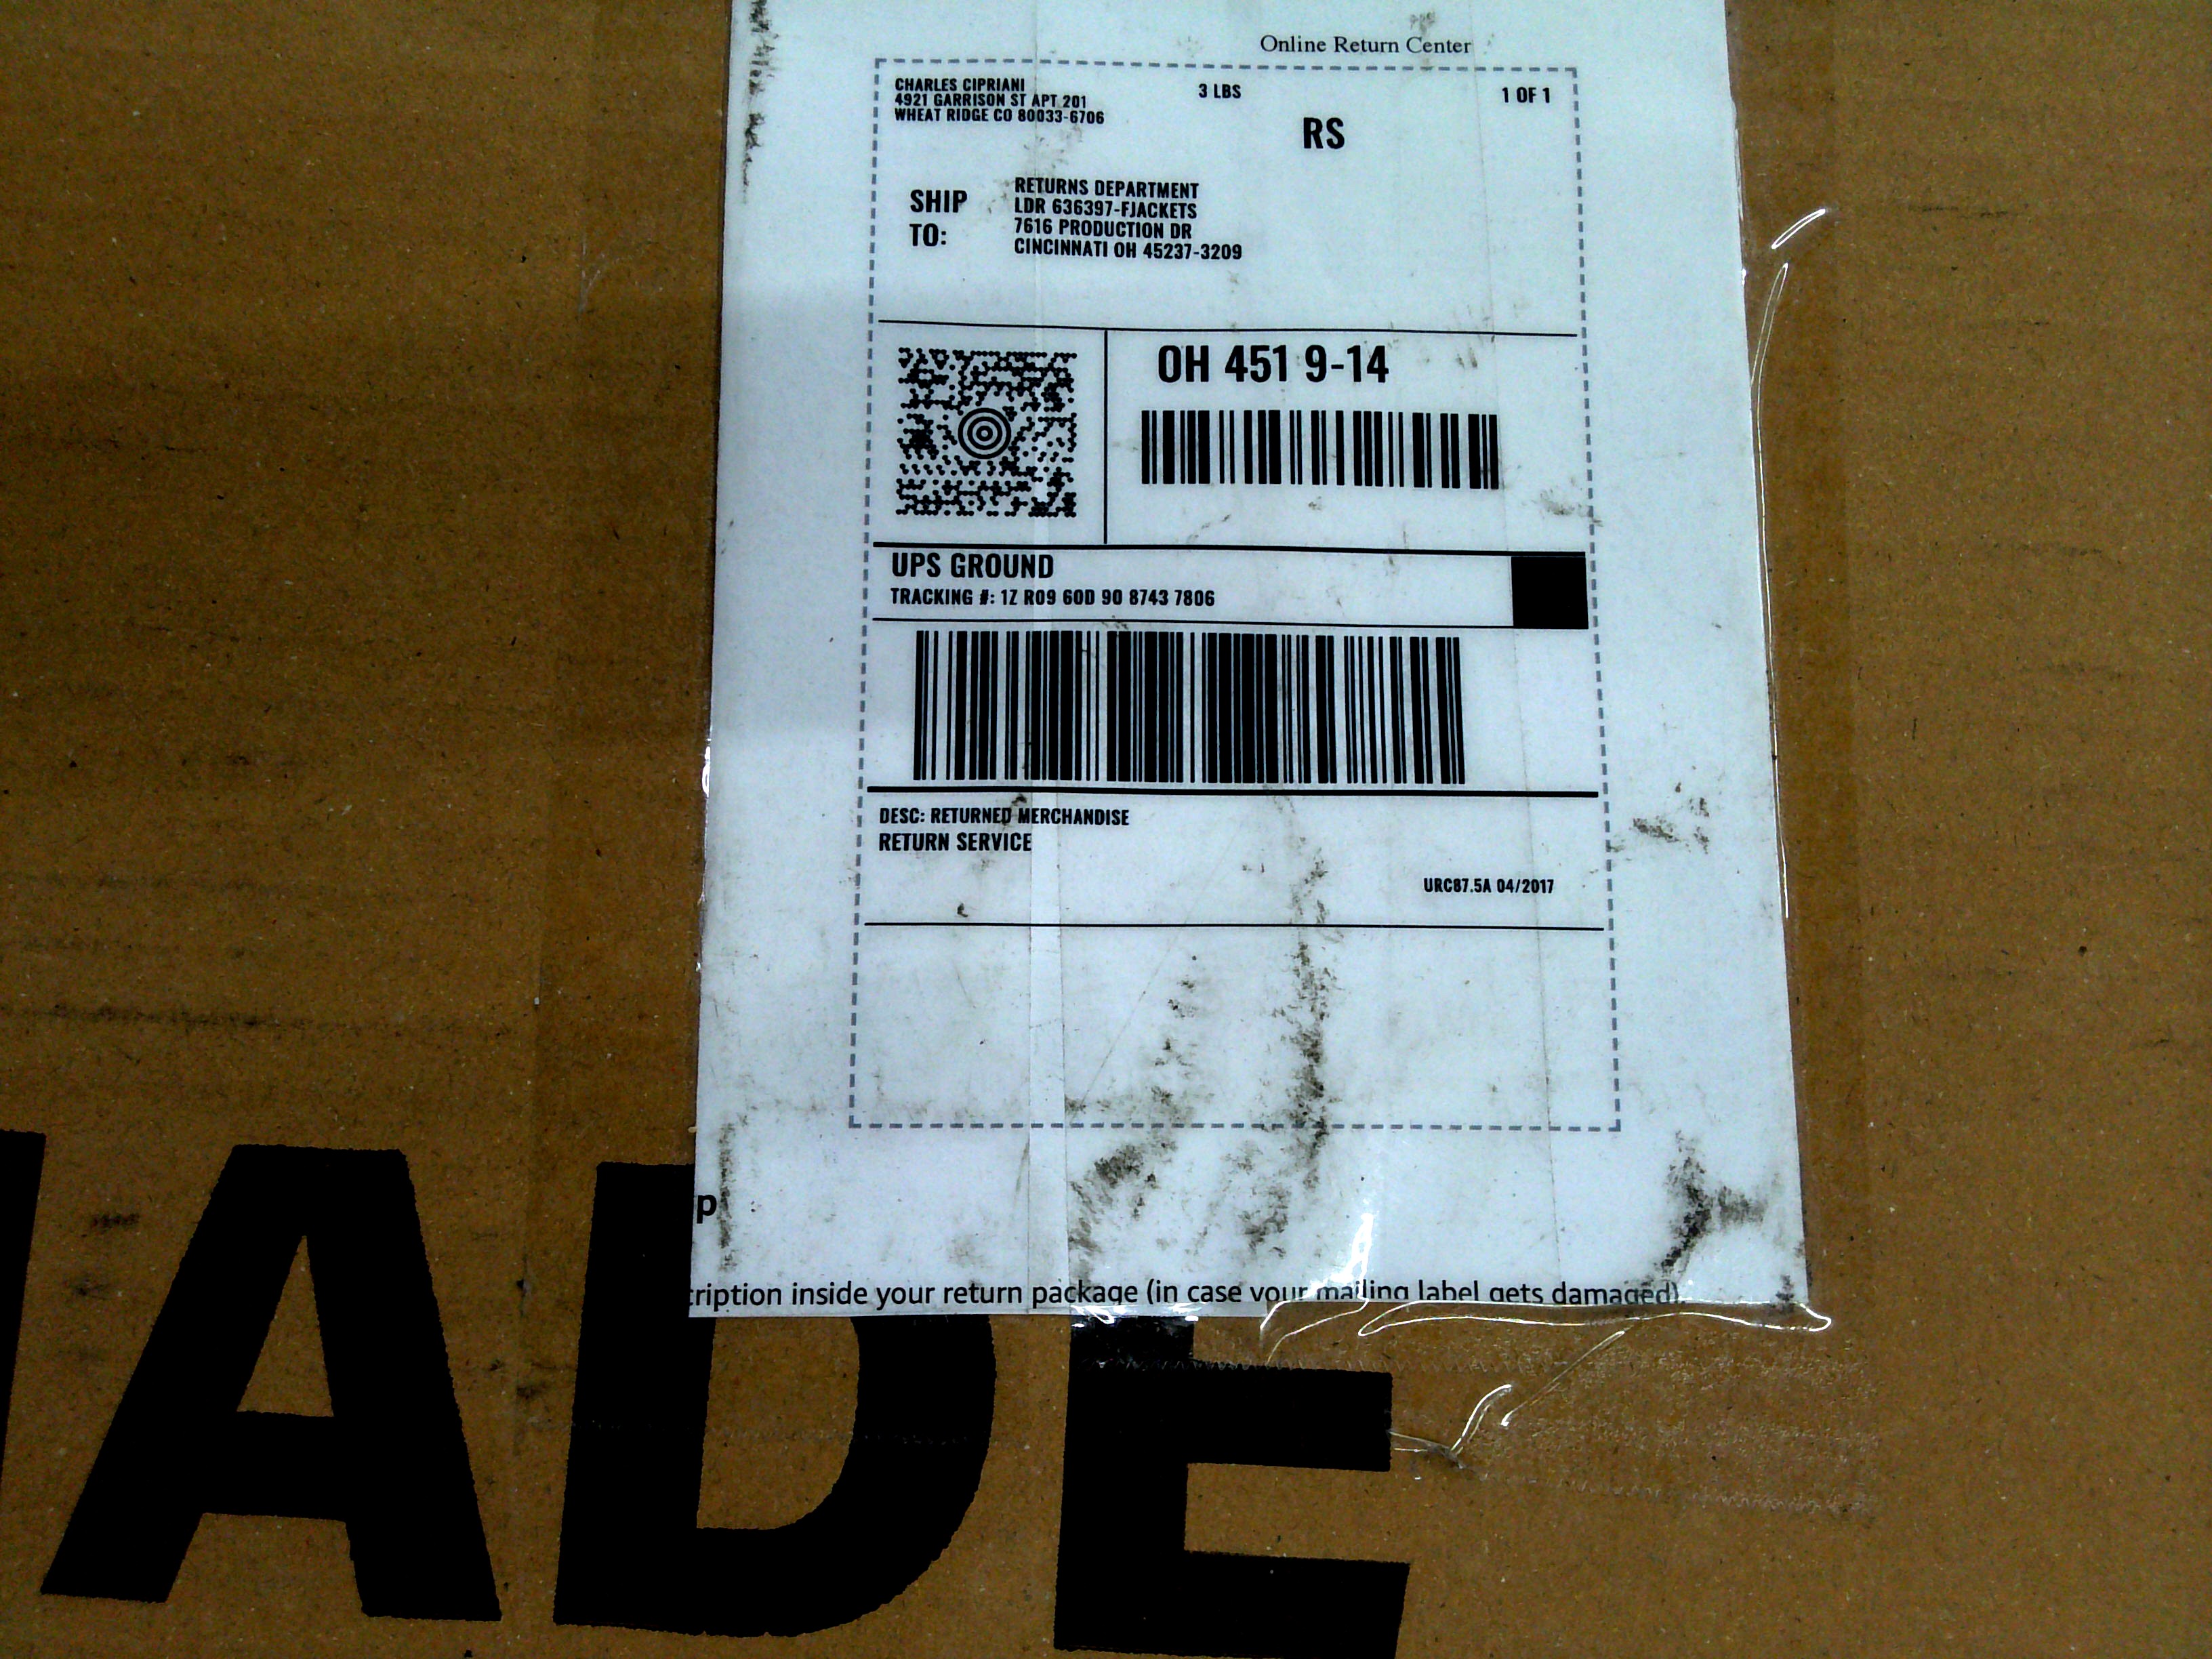 Online Return Center
CHARLES CIPRIANI
4921 GARRISON ST APT 201
WHEAT RIDGE CO 80033-6706
3 LBS
1 OF 1
RS
SHIP
TO:
RETURNS DEPARTMENT
LDR 636397-FJACKETS
7616 PRODUCTION DR
CINCINNATI OH 45237-3209
OH 451 9-14
UPS GROUND
TRACKING #: 1Z R09 60D 90 8743 7806
DESC: RETURNED MERCHANDISE
RETURN SERVICE
URC87.5A 04/2017
p
cription inside your return package (in case your mailing label gets damaged).
ADE